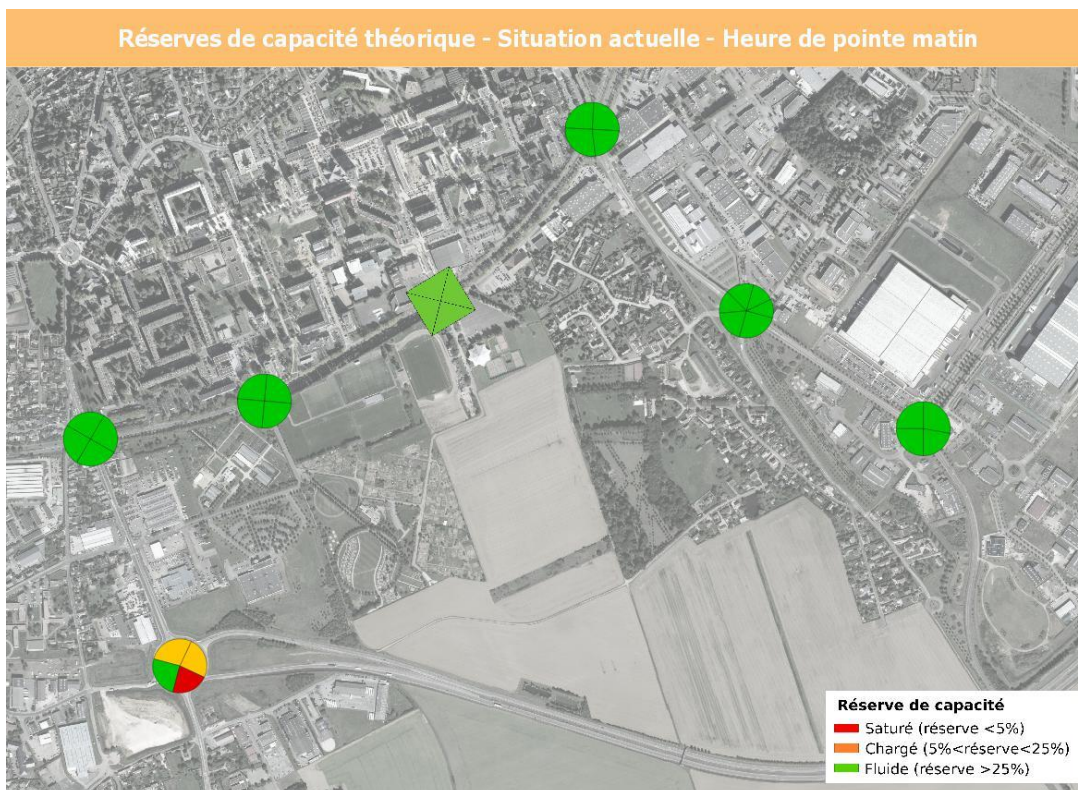 Réserves de capacité théorique - Situation actuelle - Heure de pointe matin
Réserve de capacité
Saturé (réserve <5%)
Chargé (5%<réserve<25%)
Fluide (réserve >25%)